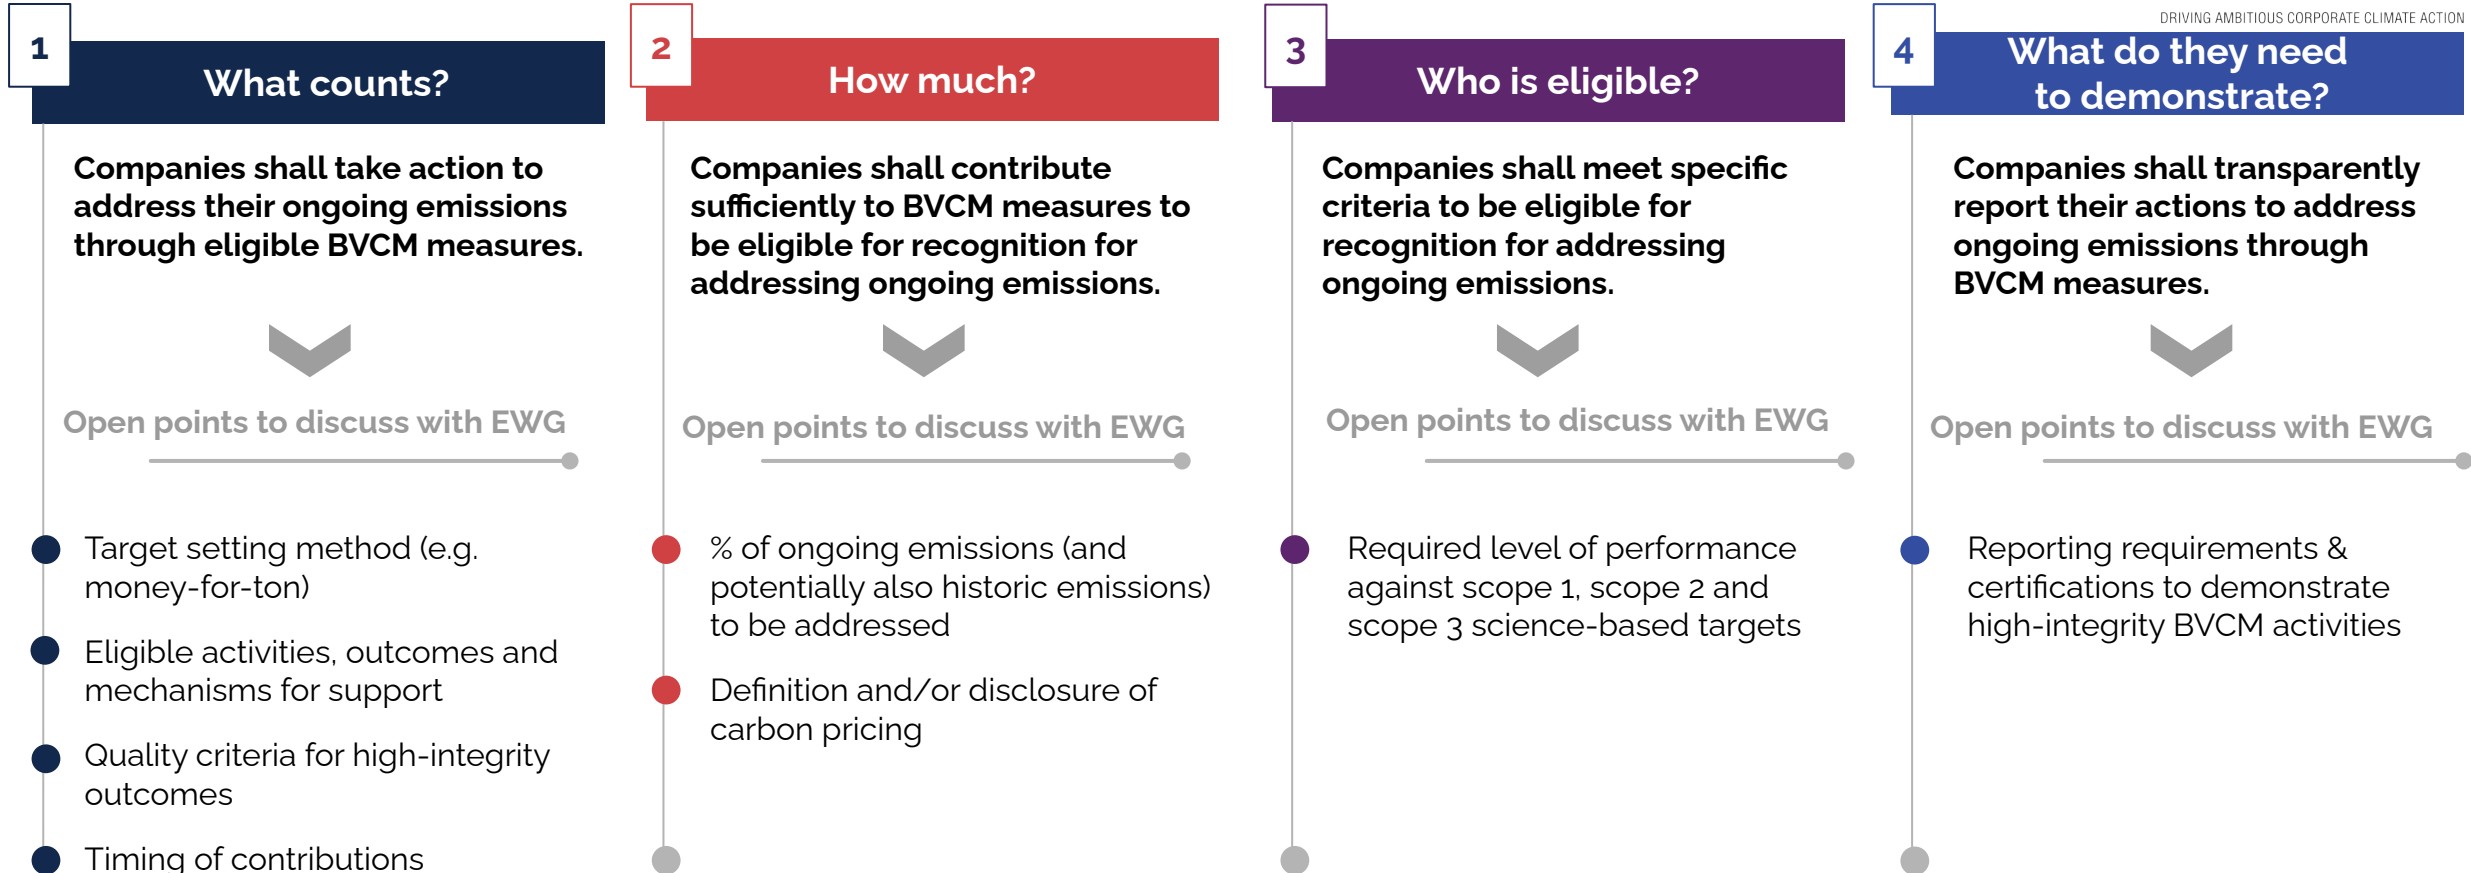 DRIVING AMBITIOUS CORPORATE CLIMATE ACTION
1
What counts?
Companies shall take action to
address their ongoing emissions
through eligible BVCM measures.
Open points to discuss with EWG
Target setting method (e.g.
money-for-ton)
Eligible activities, outcomes and
mechanisms for support
Quality criteria for high-integrity
outcomes
Timing of contributions
2
How much?
Companies shall contribute
sufficiently to BVCM measures to
be eligible for recognition for
addressing ongoing emissions.
Open points to discuss with EWG
% of ongoing emissions (and
potentially also historic emissions)
to be addressed
Definition and/or disclosure of
carbon pricing
3
Who is eligible?
Companies shall meet specific
criteria to be eligible for
recognition for addressing
ongoing emissions.
Open points to discuss with EWG
Required level of performance
against scope 1, scope 2 and
scope 3 science-based targets
4
What do they need
to demonstrate?
Companies shall transparently
report their actions to address
ongoing emissions through
BVCM measures.
Open points to discuss with EWG
Reporting requirements &
certifications to demonstrate
high-integrity BVCM activities